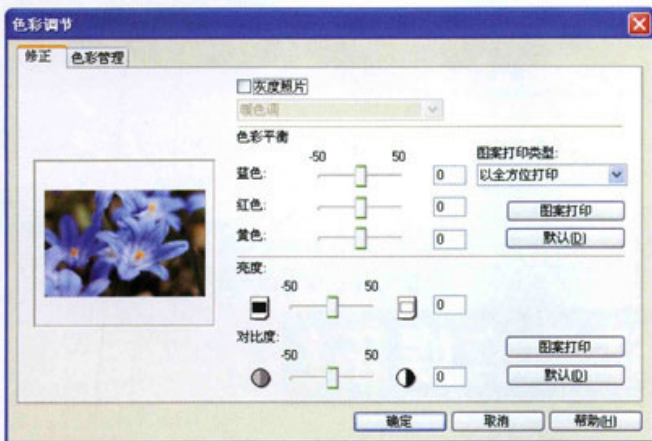 色彩调节
修正 色彩管理
灰度照片
暖色调
色彩平衡
-50 50 图案打印类型:
蓝色: 0 以全方位打印
红色: 0 图案打印
黄色: 0 默认(D)
亮度:
-50 50
0
对比度:
-50 50 图案打印
0 默认(D)
确定 取消 帮助(H)